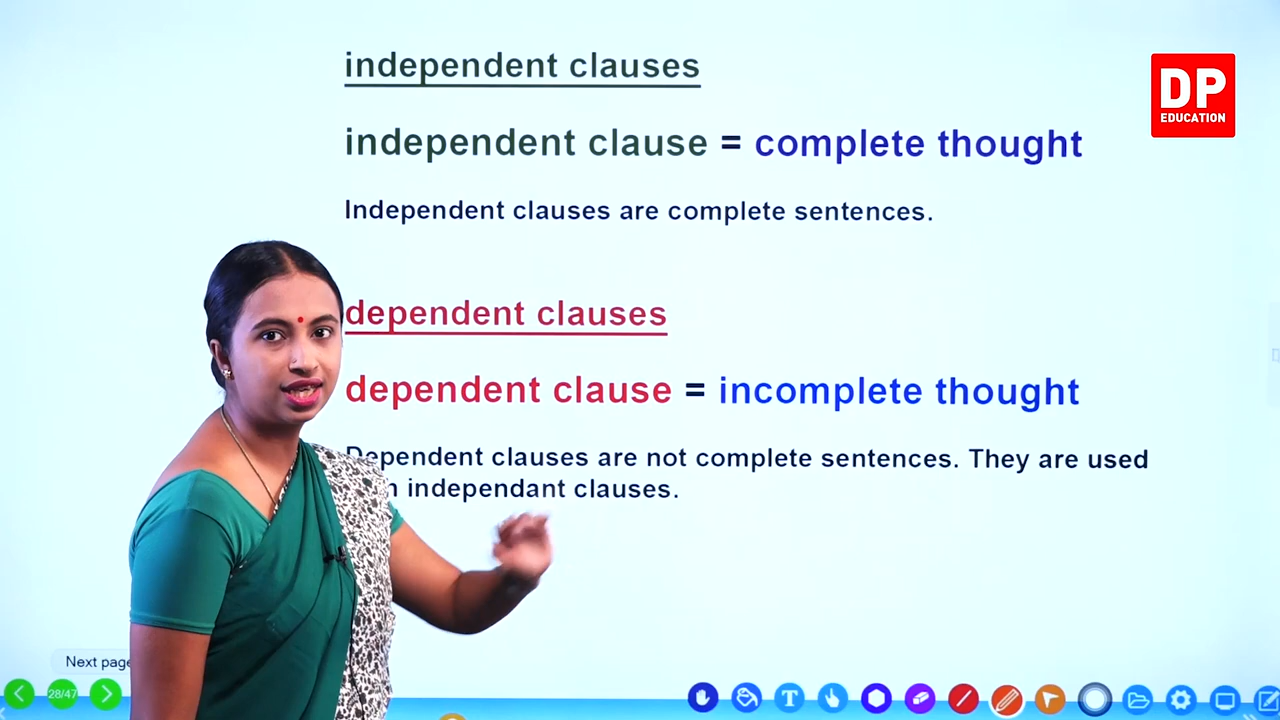 independent clauses
DP
EDUCATION
independent clause = complete thought
Independent clauses are complete sentences.
dependent clauses
dependent clause = incomplete thought
Dependent clauses are not complete sentences. They are used
independant clauses.
Next page
28/47
T